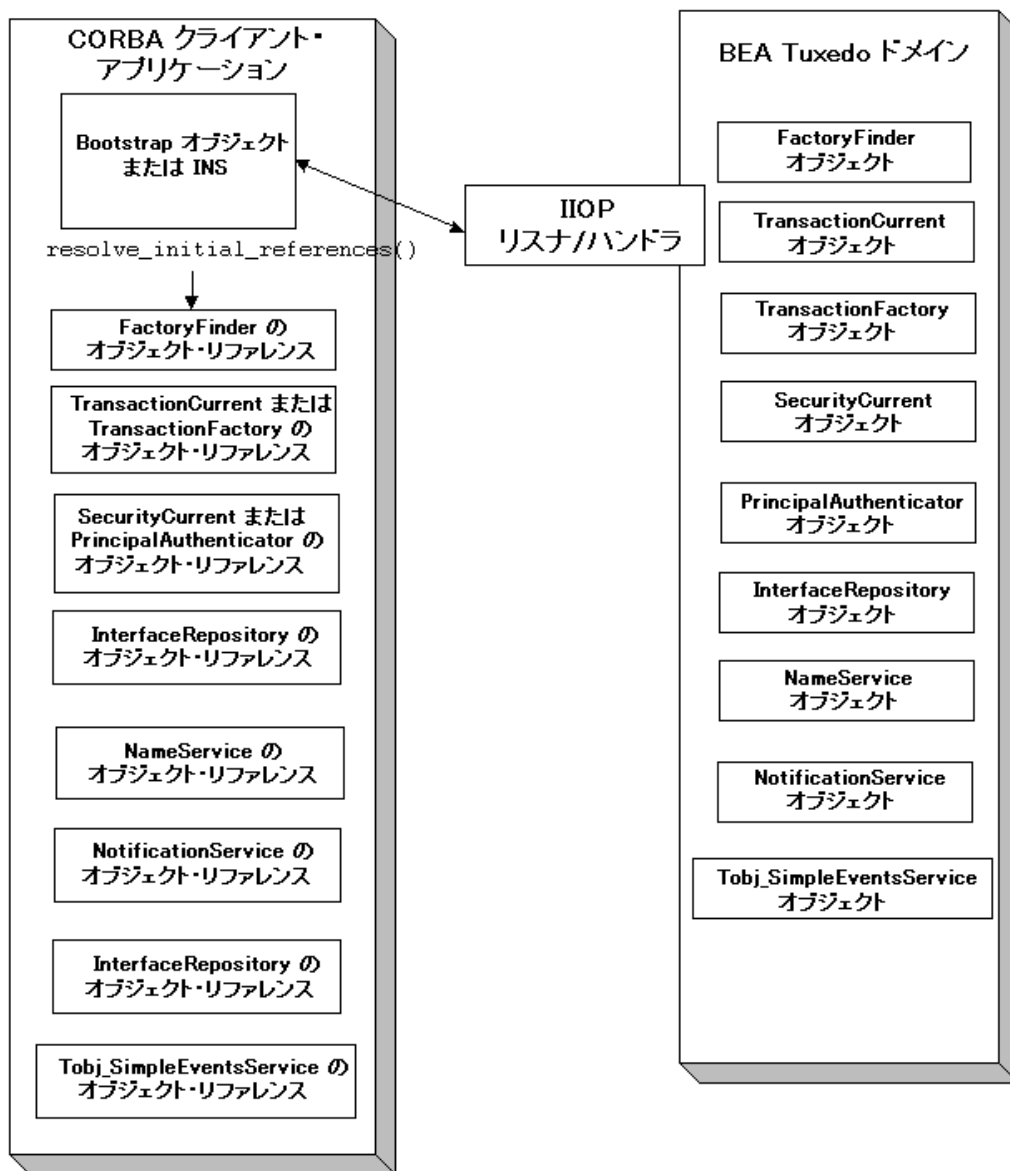 CORBA クライアント・
アプリケーション
Bootstrap オブジェクト
または INS
resolve_initial_references()
FactoryFinder の
オブジェクト・リファレンス
TransactionCurrent または
TransactionFactory の
オブジェクト・リファレンス
SecurityCurrent または
PrincipalAuthenticator の
オブジェクト・リファレンス
InterfaceRepository の
オブジェクト・リファレンス
NameService の
オブジェクト・リファレンス
NotificationService の
オブジェクト・リファレンス
InterfaceRepository の
オブジェクト・リファレンス
Tobj_SimpleEventsService の
オブジェクト・リファレンス
IIOP
リスナ/ハンドラ
BEA Tuxedo ドメイン
FactoryFinder
オブジェクト
TransactionCurrent
オブジェクト
TransactionFactory
オブジェクト
SecurityCurrent
オブジェクト
PrincipalAuthenticator
オブジェクト
InterfaceRepository
オブジェクト
NameService
オブジェクト
NotificationService
オブジェクト
Tobj_SimpleEventsService
オブジェクト